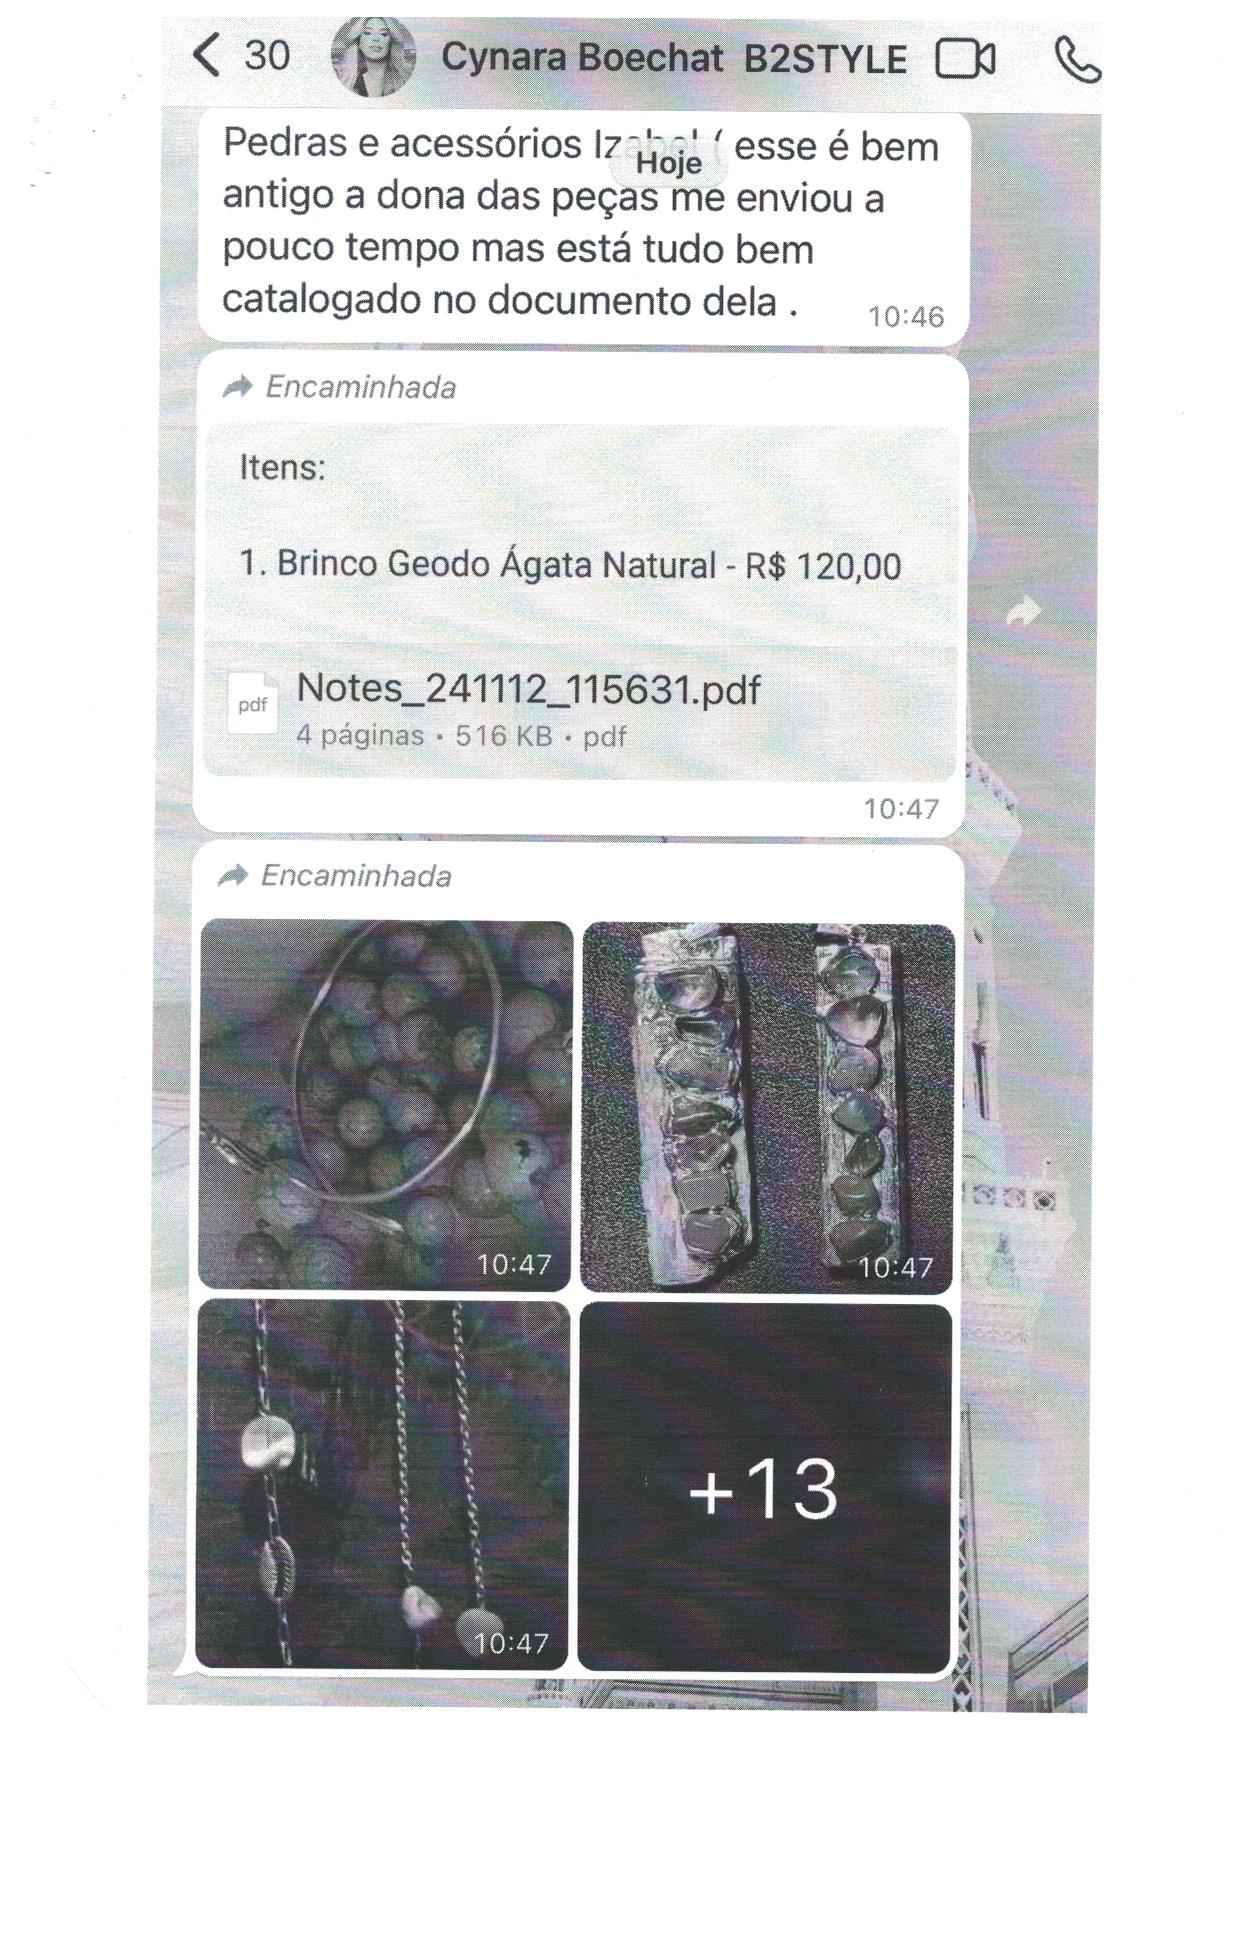 30 Cynara Boechat B2STYLE
Hoje
Pedras e acessórios Izabel ( esse é bem
antigo a dona das peças me enviou a
pouco tempo mas está tudo bem
catalogado no documento dela .
10:46
Encaminhada
Itens:
1. Brinco Geodo Ágata Natural - R$ 120,00
pdf
Notes_241112_115631.pdf
4 páginas • 516 KB • pdf
10:47
Encaminhada
10:47
10:47
10:47
+13